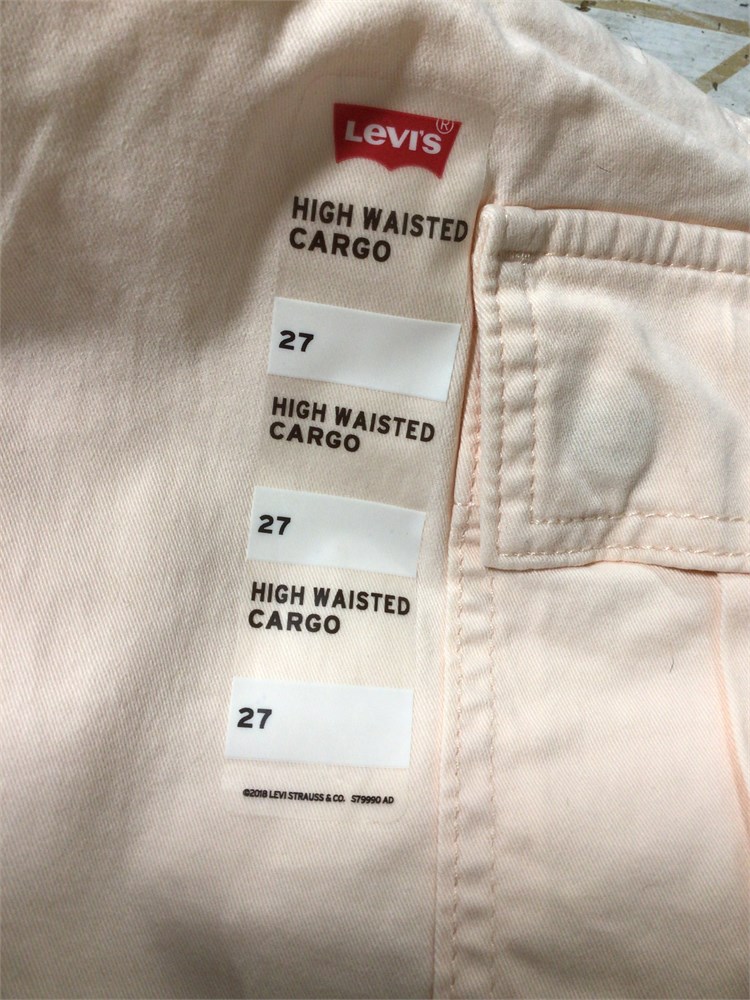 LEVI'S ®
HIGH WAISTED
CARGO
27
HIGH WAISTED
CARGO
27
HIGH WAISTED
CARGO
27
©2018 LEVI STRAUSS & CO. S79990 AD